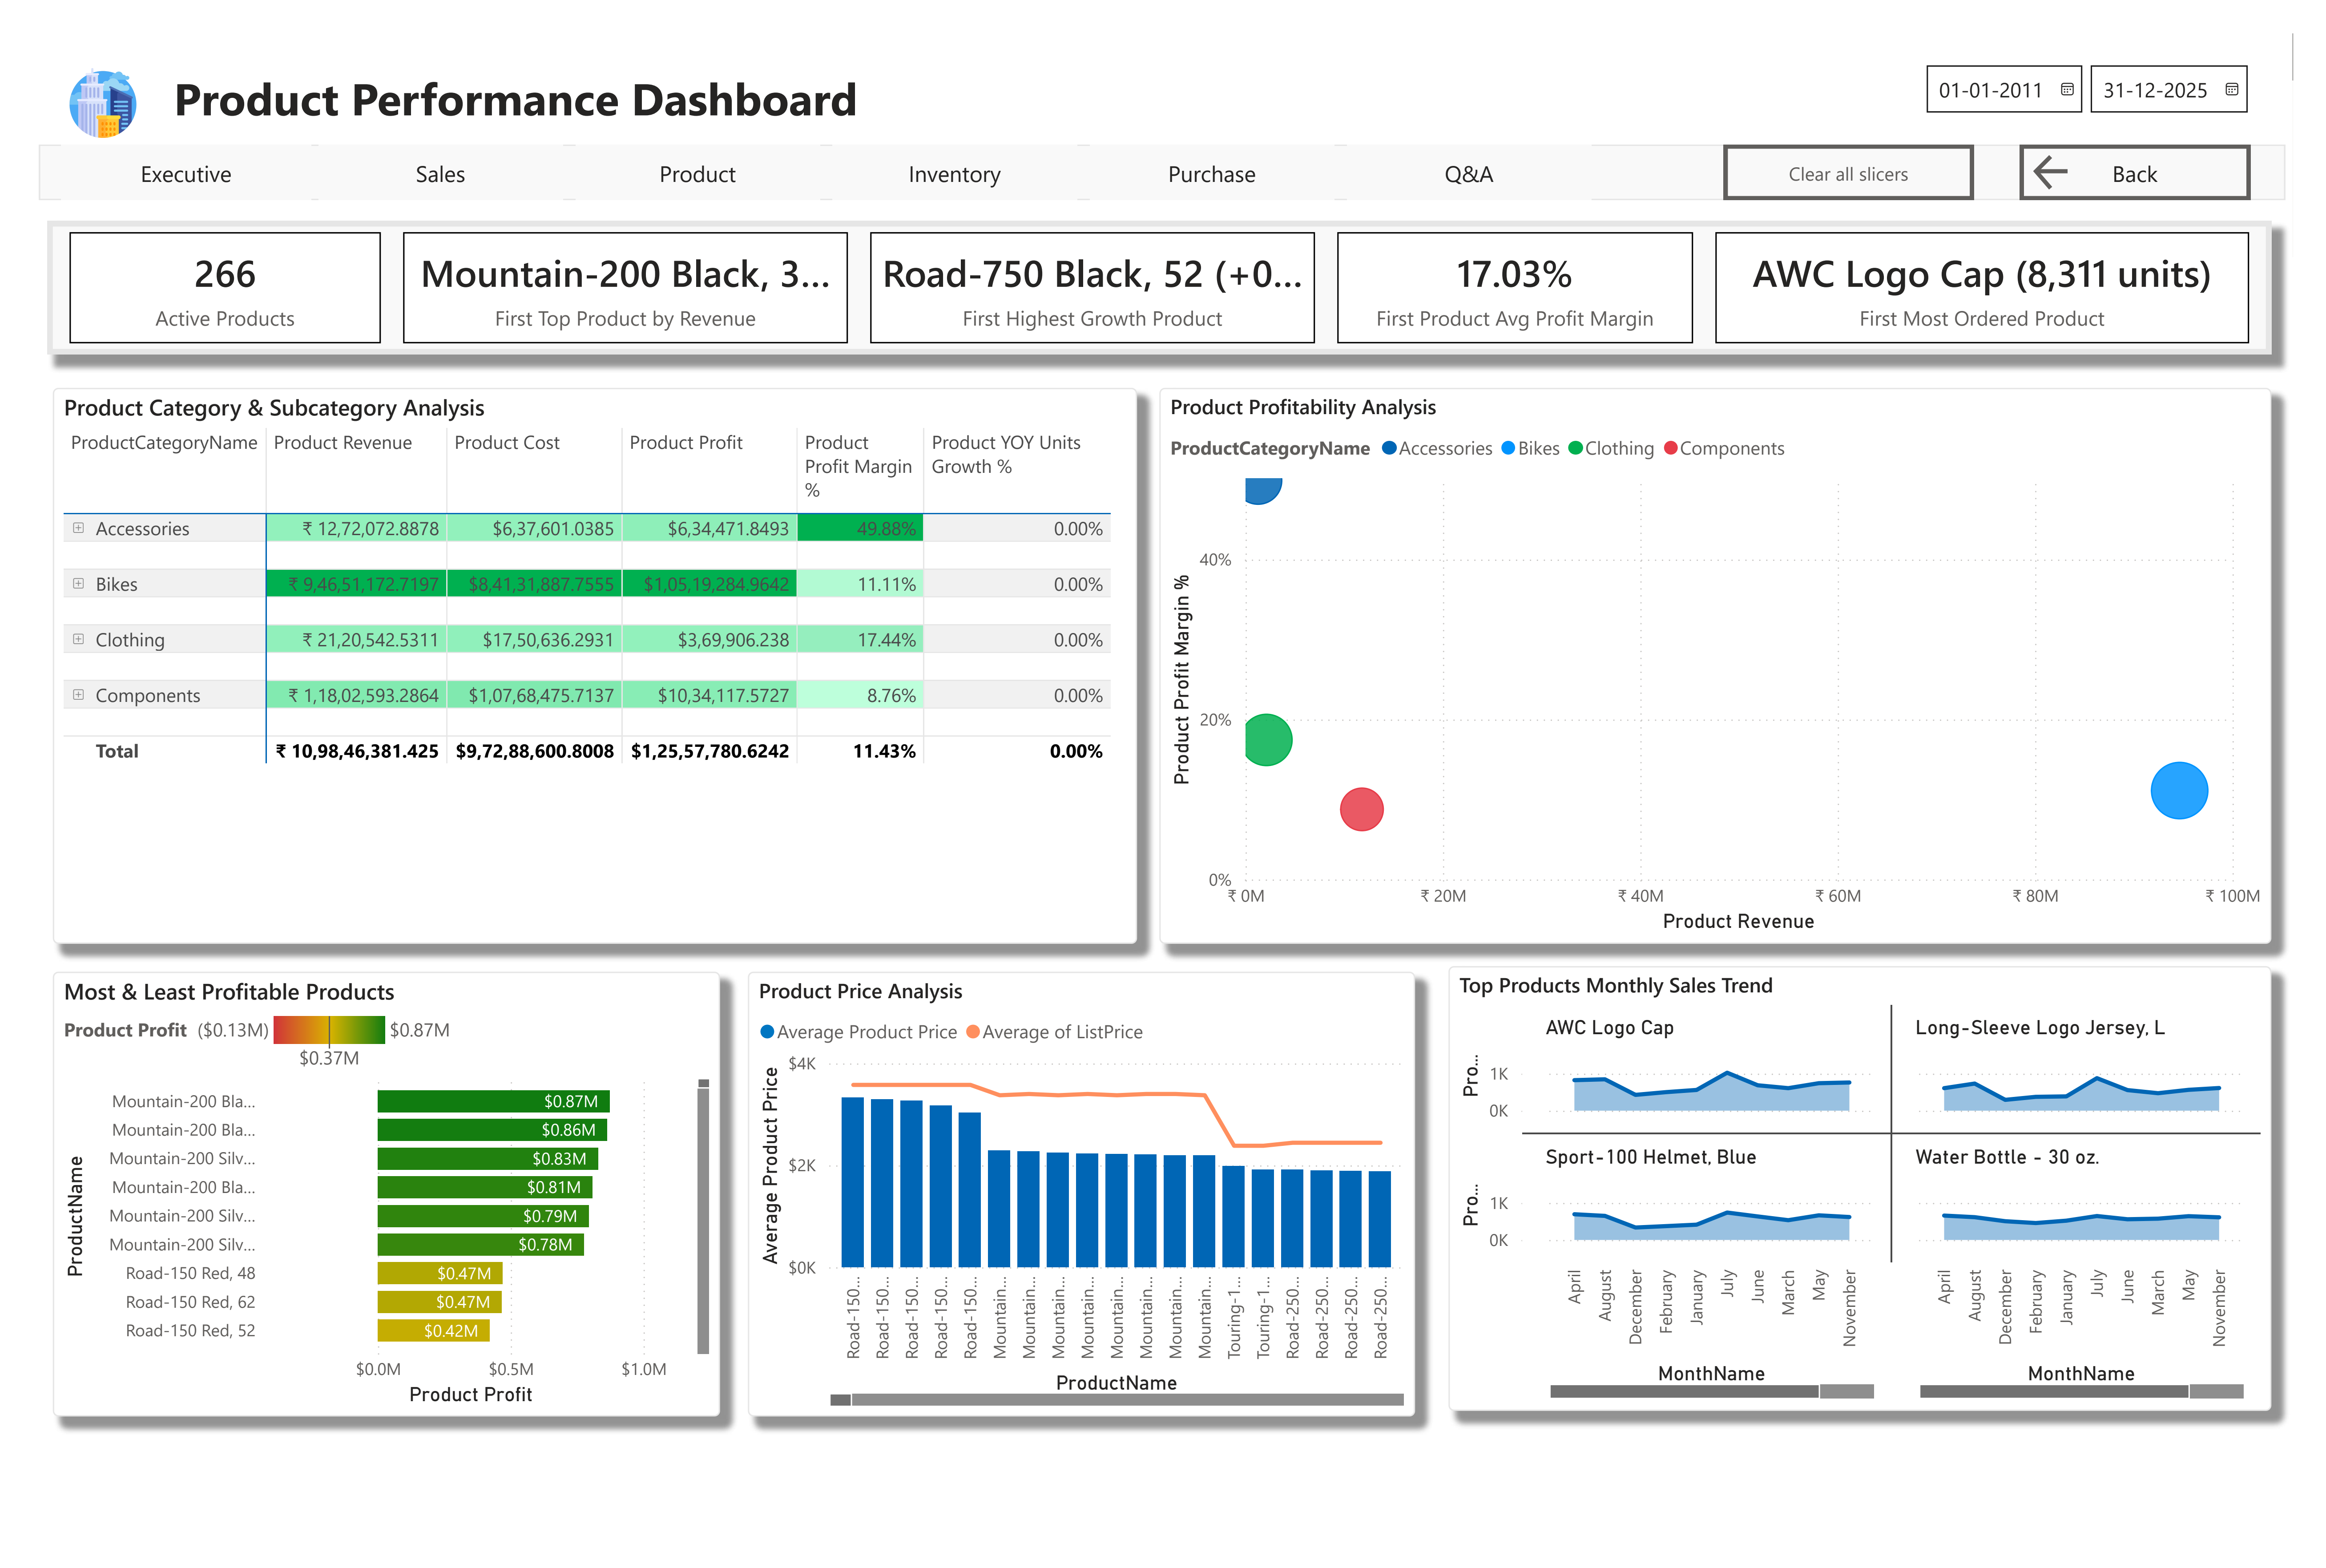 Product Performance Dashboard
01-01-2011
31-12-2025
Executive
Sales
Product
Inventory
Purchase
Q&A
Clear all slicers
Back
266
Active Products
Mountain-200 Black, 3...
First Top Product by Revenue
Road-750 Black, 52 (+0...
First Highest Growth Product
17.03%
First Product Avg Profit Margin
AWC Logo Cap (8,311 units)
First Most Ordered Product
Product Category & Subcategory Analysis
ProductCategoryName Product Revenue Product Cost Product Profit Product Product YOY Units
Profit Margin Growth %
%
Accessories ₹ 12,72,072.8878 $6,37,601.0385 $6,34,471.8493 49.88% 0.00%
Bikes ₹ 9,46,51,172.7197 $8,41,31,887.7555 $1,05,19,284.9642 11.11% 0.00%
Clothing ₹ 21,20,542.5311 $17,50,636.2931 $3,69,906.238 17.44% 0.00%
Components ₹ 1,18,02,593.2864 $1,07,68,475.7137 $10,34,117.5727 8.76% 0.00%
Total ₹ 10,98,46,381.425 $9,72,88,600.8008 $1,25,57,780.6242 11.43% 0.00%
Product Profitability Analysis
ProductCategoryName Accessories Bikes Clothing Components
Product Profit Margin %
40%
20%
0%
₹ 0M ₹ 20M ₹ 40M ₹ 60M ₹ 80M ₹ 100M
Product Revenue
Most & Least Profitable Products
Product Profit ($0.13M) $0.87M
$0.37M
ProductName
Mountain-200 Bla... $0.87M
Mountain-200 Bla... $0.86M
Mountain-200 Silv... $0.83M
Mountain-200 Bla... $0.81M
Mountain-200 Silv... $0.79M
Mountain-200 Silv... $0.78M
Road-150 Red, 48 $0.47M
Road-150 Red, 62 $0.47M
Road-150 Red, 52 $0.42M
$0.0M $0.5M $1.0M
Product Profit
Product Price Analysis
Average Product Price Average of ListPrice
Average Product Price
$4K
$2K
$0K
Road-150...
Road-150...
Road-150...
Road-150...
Road-150...
Mountain...
Mountain...
Mountain...
Mountain...
Mountain...
Mountain...
Mountain...
Mountain...
Touring-1...
Touring-1...
Road-250...
Road-250...
Road-250...
Road-250...
ProductName
Top Products Monthly Sales Trend
AWC Logo Cap
Long-Sleeve Logo Jersey, L
Pro...
1K
0K
Sport-100 Helmet, Blue
Water Bottle - 30 oz.
Pro...
1K
0K
April
August
December
February
January
July
June
March
May
November
April
August
December
February
January
July
June
March
May
November
MonthName
MonthName